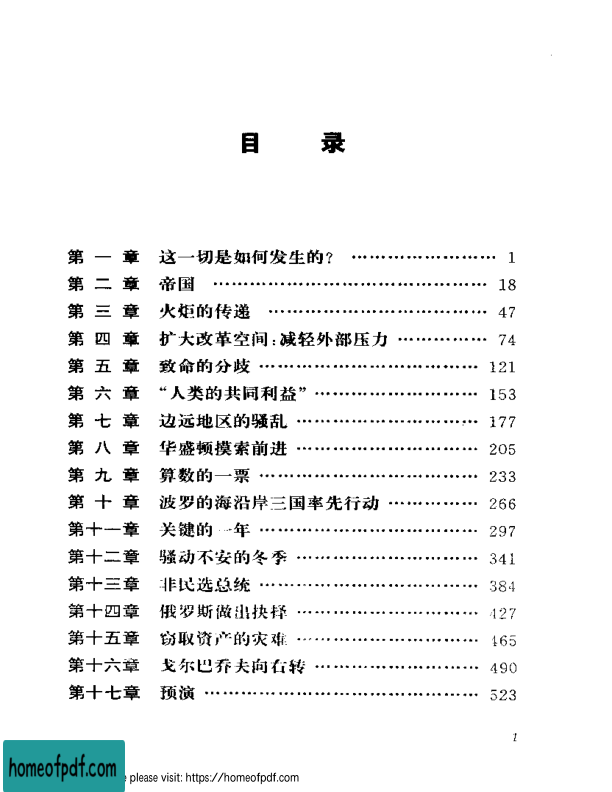 目 录
第一章 这一切是如何发生的? ………………………… 1
第二章 帝国 ………………………… 18
第三章 火炬的传递 ………………………… 47
第四章 扩大改革空间:减轻外部压力 ………………………… 74
第五章 致命的分歧 ………………………… 121
第六章 “人类的共同利益” ………………………… 153
第七章 边远地区的骚乱 ………………………… 177
第八章 华盛顿摸索前进 ………………………… 205
第九章 算数的一票 ………………………… 233
第十章 波罗的海沿岸三国率先行动 ………………………… 266
第十一章 关键的一年 ………………………… 297
第十二章 骚动不安的冬季 ………………………… 341
第十三章 非民选总统 ………………………… 384
第十四章 俄罗斯做出抉择 ………………………… 427
第十五章 窃取资产的灾难 ………………………… 465
第十六章 戈尔巴乔夫向右转 ………………………… 490
第十七章 预演 ………………………… 523
1
homeofpdf.com
e please visit: https://homeofpdf.com